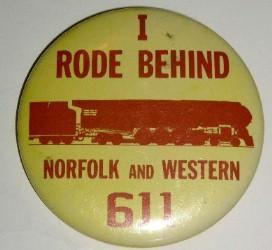 I
RODE BEHIND
NORFOLK AND WESTERN
611